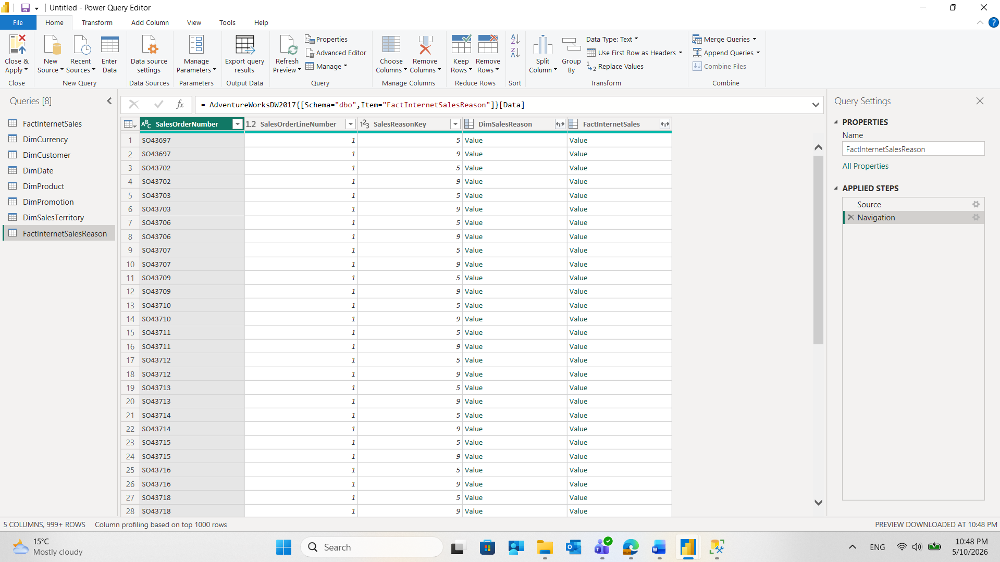 Untitled - Power Query Editor
File Home Transform Add Column View Tools Help
Close & Apply
New Source
Recent Sources
Enter Data
Data source settings
Manage Parameters
Export query results
Refresh Preview
Properties
Advanced Editor
Manage
Choose Columns
Remove Columns
Keep Rows
Remove Rows
Split Column
Group By
Data Type: Text
Use First Row as Headers
Replace Values
Merge Queries
Append Queries
Combine Files
Close New Query Data Sources Parameters Output Data Query Manage Columns Reduce Rows Sort Transform Combine
Queries [8]
FactInternetSales
DimCurrency
DimCustomer
DimDate
DimProduct
DimPromotion
DimSalesTerritory
FactInternetSalesReason
fx = AdventureWorksDW2017{[Schema="dbo",Item="FactInternetSalesReason"]}[Data]
ABC SalesOrderNumber 1.2 SalesOrderLineNumber 123 SalesReasonKey DimSalesReason FactInternetSales
1 SO43697 1 5 Value Value
2 SO43697 1 9 Value Value
3 SO43702 1 5 Value Value
4 SO43702 1 9 Value Value
5 SO43703 1 5 Value Value
6 SO43703 1 9 Value Value
7 SO43706 1 5 Value Value
8 SO43706 1 9 Value Value
9 SO43707 1 5 Value Value
10 SO43707 1 9 Value Value
11 SO43709 1 5 Value Value
12 SO43709 1 9 Value Value
13 SO43710 1 5 Value Value
14 SO43710 1 9 Value Value
15 SO43711 1 5 Value Value
16 SO43711 1 9 Value Value
17 SO43712 1 5 Value Value
18 SO43712 1 9 Value Value
19 SO43713 1 5 Value Value
20 SO43713 1 9 Value Value
21 SO43714 1 5 Value Value
22 SO43714 1 9 Value Value
23 SO43715 1 5 Value Value
24 SO43715 1 9 Value Value
25 SO43716 1 5 Value Value
26 SO43716 1 9 Value Value
27 SO43718 1 5 Value Value
28 SO43718 1 9 Value Value
Query Settings
PROPERTIES
Name
FactInternetSalesReason
All Properties
APPLIED STEPS
Source
Navigation
5 COLUMNS, 999+ ROWS Column profiling based on top 1000 rows
PREVIEW DOWNLOADED AT 10:48 PM
15°C
Mostly cloudy
Search
ENG
10:48 PM
5/10/2026